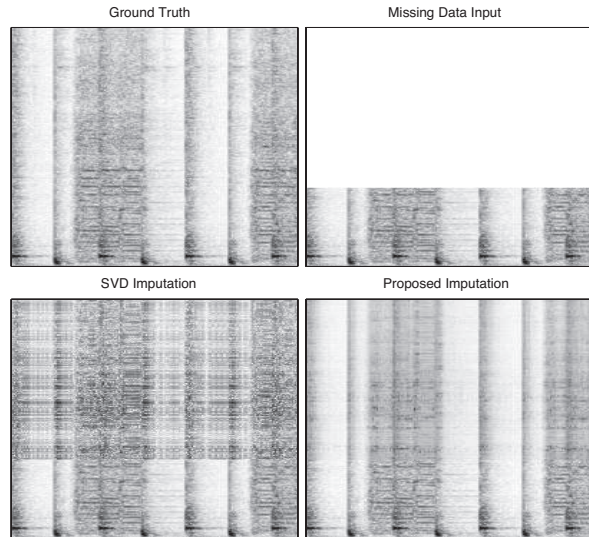 Ground Truth
Missing Data Input
SVD Imputation
Proposed Imputation